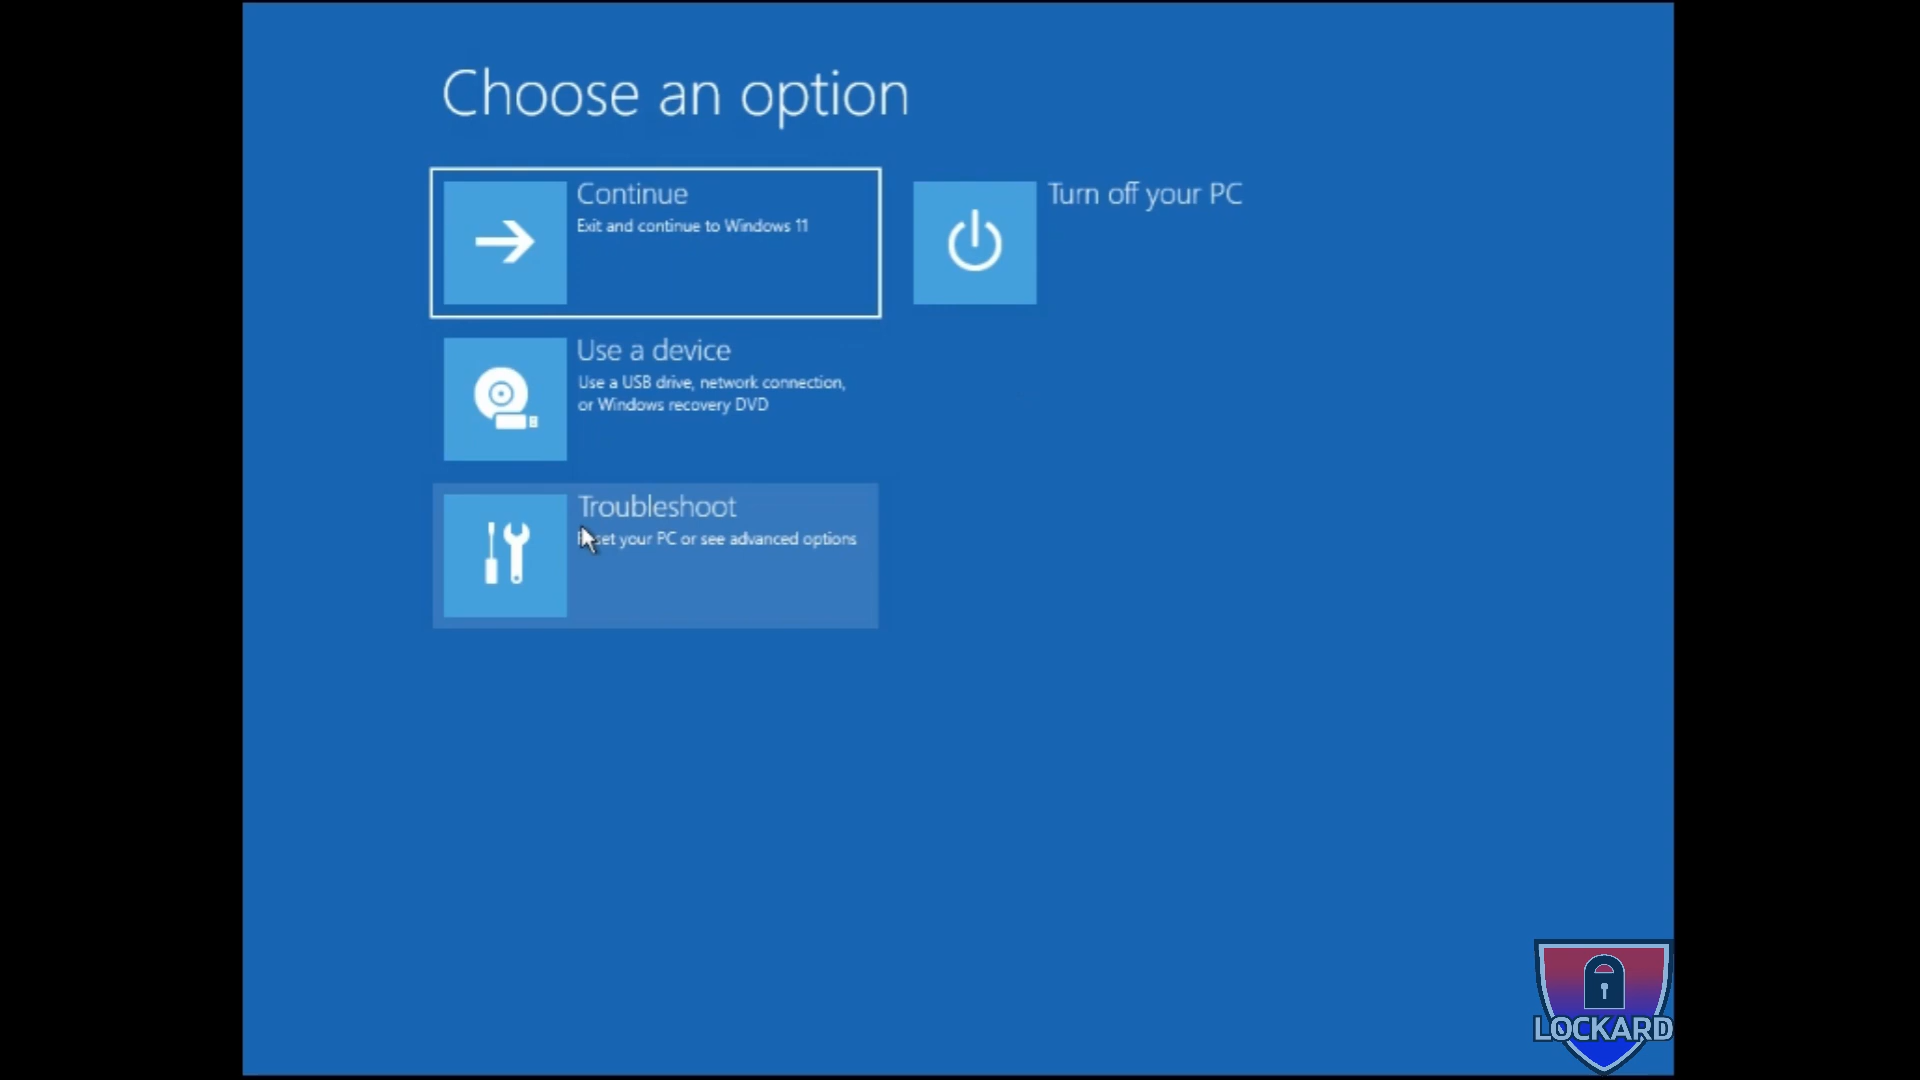 Choose an option
Continue
Exit and continue to Windows 11
Turn off your PC
Use a device
Use a USB drive, network connection,
or Windows recovery DVD
Troubleshoot
Reset your PC or see advanced options
LOCKARD